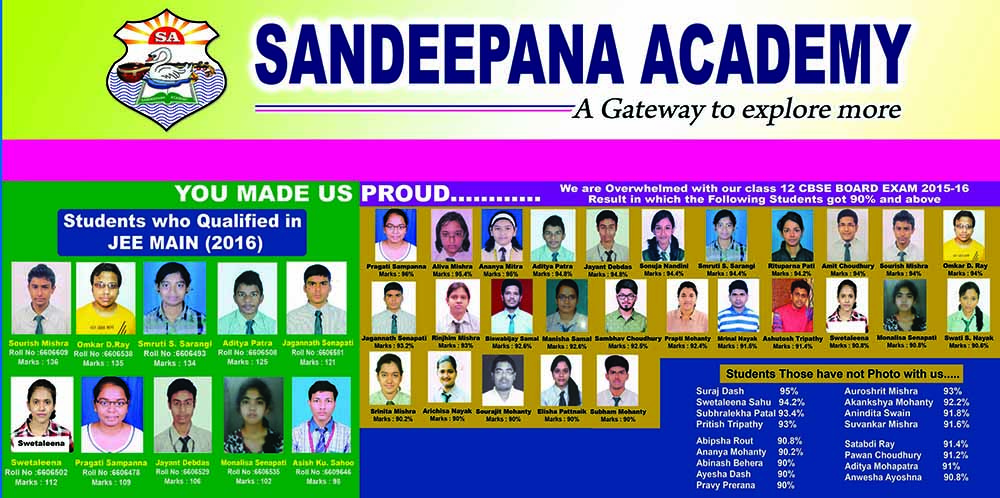 SA
SANDEEPANA ACADEMY
A Gateway to explore more
YOU MADE US PROUD............
We are Overwhelmed with our class 12 CBSE BOARD EXAM 2015-16
Result in which the Following Students got 90% and above
Students who Qualified in
JEE MAIN (2016)
Sourish Mishra
Roll No :6606609
Marks : 136
Omkar D.Ray
Roll No :6606538
Marks : 135
Smruti S. Sarangi
Roll No :6606493
Marks : 134
Aditya Patra
Roll No :6606508
Marks : 125
Jagannath Senapati
Roll No :6606581
Marks : 121
Swetaleena
Swetaleena
Roll No :6606502
Marks : 112
Pragati Sampanna
Roll No :6606478
Marks : 109
Jayant Debdas
Roll No :6606529
Marks : 106
Monalisa Senapati
Roll No :6606535
Marks : 102
Asish Ku. Sahoo
Roll No :6609646
Marks : 98
Pragati Sampanna
Marks : 96%
Aliva Mishra
Marks : 95.4%
Ananya Mitra
Marks : 95%
Aditya Patra
Marks : 94.8%
Jayant Debdas
Marks : 94.8%
Sonuja Nandini
Marks : 94.6%
Smruti S. Sarangi
Marks : 94.4%
Rituparna Pati
Marks : 94.2%
Amit Choudhury
Marks : 94%
Sourish Mishra
Marks : 94%
Omkar D. Ray
Marks : 94%
Jagannath Senapati
Marks : 93.2%
Rinjhim Mishra
Marks : 93%
Biswabijay Samal
Marks : 92.6%
Manisha Samal
Marks : 92.6%
Sambhav Choudhury
Marks : 92.6%
Prapti Mohanty
Marks : 92.4%
Mrinal Nayak
Marks : 91.8%
Ashutosh Tripathy
Marks : 91.4%
Swetaleena
Marks : 90.8%
Monalisa Senapati
Marks : 90.8%
Swati S. Nayak
Marks : 90.6%
Srinita Mishra
Marks : 90.2%
Archisa Nayak
Marks : 90%
Sourajit Mohanty
Marks : 90%
Elisha Pattnaik
Marks : 90%
Subham Mohanty
Marks : 90%
Students Those have not Photo with us.....
Suraj Dash 95%
Swetaleena Sahu 94.2%
Subhralekha Patal 93.4%
Pritish Tripathy 93%
Abipsha Rout 90.8%
Ananya Mohanty 90.2%
Abinash Behera 90%
Ayesha Dash 90%
Pravy Prerana 90%
Auroshrit Mishra 93%
Akankshya Mohanty 92.2%
Anindita Swain 91.8%
Suvankar Mishra 91.6%
Satabdi Ray 91.4%
Pawan Choudhury 91.2%
Aditya Mohapatra 91%
Anwesha Ayoshna 90.8%